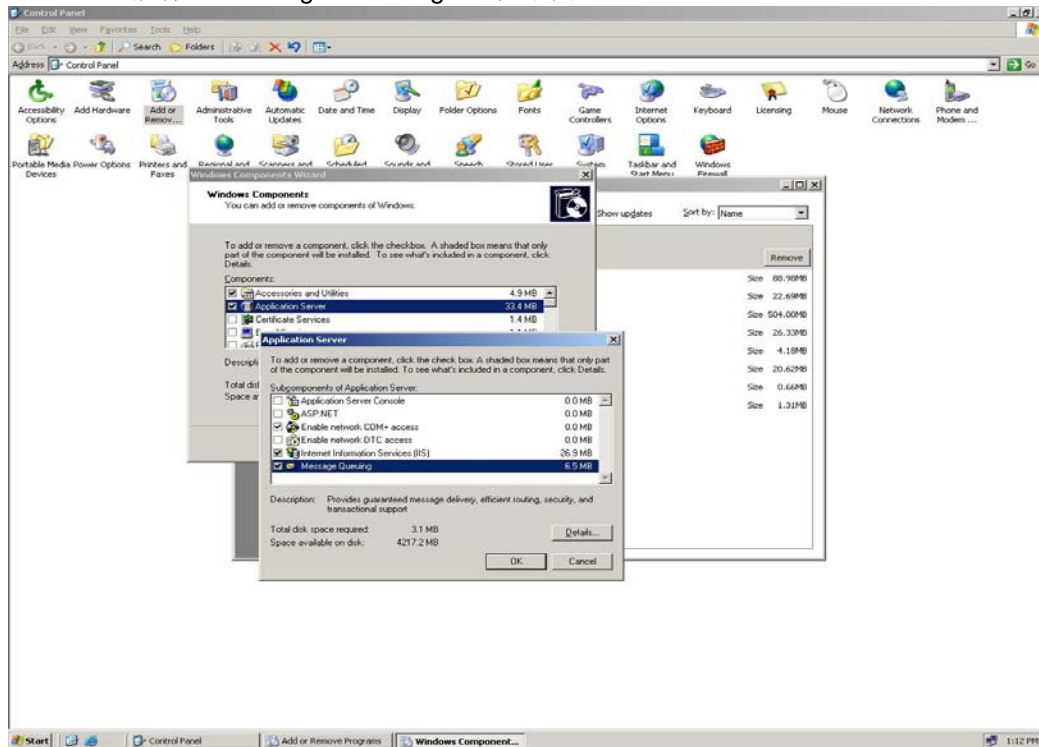 Control Panel
File Edit View Favorites Tools Help
Back Search Folders
Address Control Panel Go
Accessibility Options
Add Hardware
Add or Remov...
Administrative Tools
Automatic Updates
Date and Time
Display
Folder Options
Fonts
Game Controllers
Internet Options
Keyboard
Licensing
Mouse
Network Connections
Phone and Modem ...
Portable Media Devices
Power Options
Printers and Faxes
Regional and
Scanners and
Scheduled
Sounds and
Speech
Stored User
System
Taskbar and Start Menu
Windows Firewall
Windows Components Wizard
Windows Components
You can add or remove components of Windows.
To add or remove a component, click the checkbox. A shaded box means that only
part of the component will be installed. To see what's included in a component, click
Details.
Components:
Accessories and Utilities 4.9 MB
Application Server 33.4 MB
Certificate Services 1.4 MB
Show updates Sort by: Name
Remove
Size 88.98MB
Size 22.69MB
Size 504.00MB
Size 26.33MB
Size 4.18MB
Size 20.62MB
Size 0.66MB
Size 1.31MB
Application Server
To add or remove a component, click the check box. A shaded box means that only part
of the component will be installed. To see what's included in a component, click Details.
Subcomponents of Application Server:
Application Server Console 0.0 MB
ASP.NET 0.0 MB
Enable network COM+ access 0.0 MB
Enable network DTC access 0.0 MB
Internet Information Services (IIS) 26.9 MB
Message Queuing 6.5 MB
Description: Provides guaranteed message delivery, efficient routing, security, and
transactional support
Total disk space required: 3.1 MB
Space available on disk: 4217.2 MB
Details...
OK Cancel
Start Control Panel Add or Remove Programs Windows Component... 1:12 PM